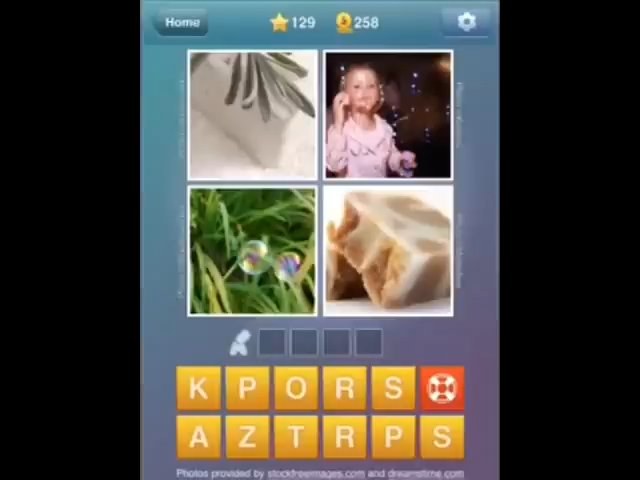 Home
129
258
K P O R S
A Z T R P S
Photos provided by stockfreeimages.com and dreamstime.com